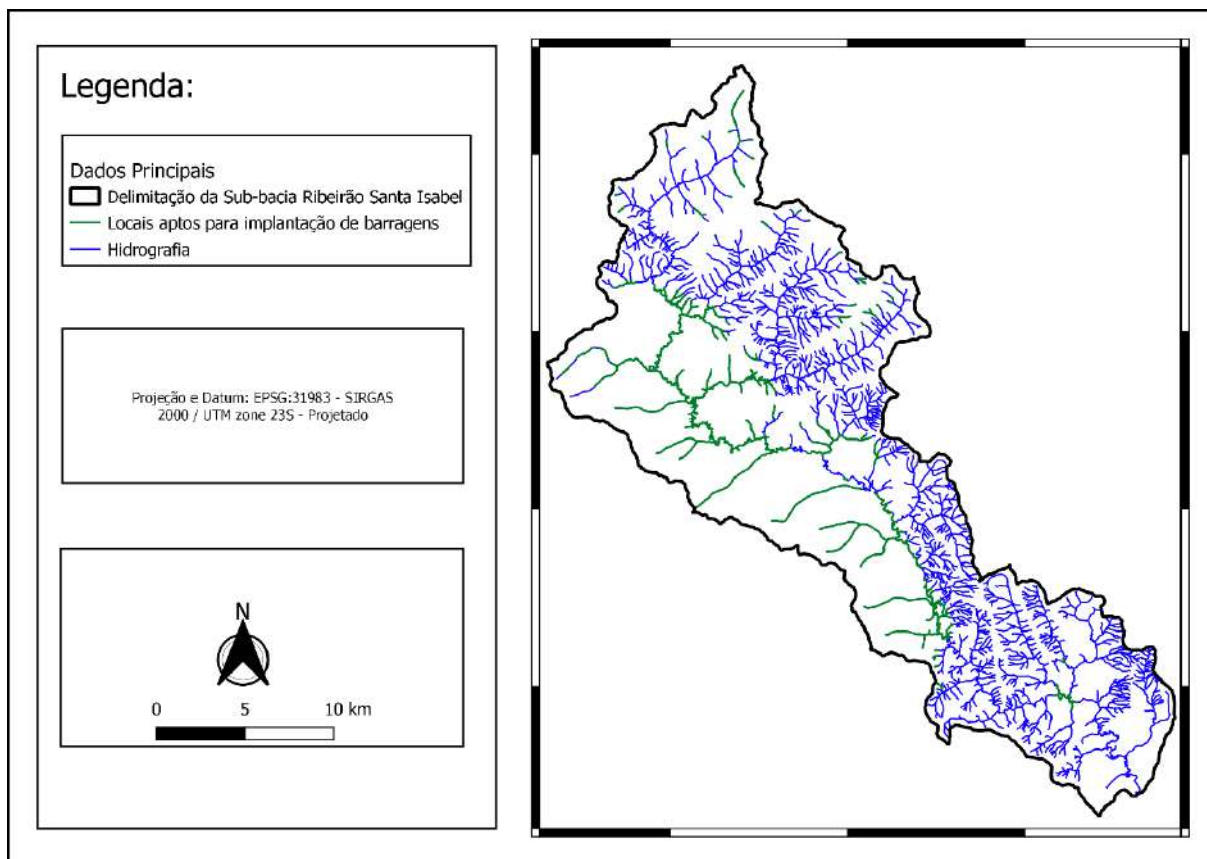 Legenda:
Dados Principais
Delimitação da Sub-bacia Ribeirão Santa Isabel
Locais aptos para implantação de barragens
Hidrografia
Projeção e Datum: EPSG:31983 - SIRGAS
2000 / UTM zone 23S - Projetado
N
0 5 10 km